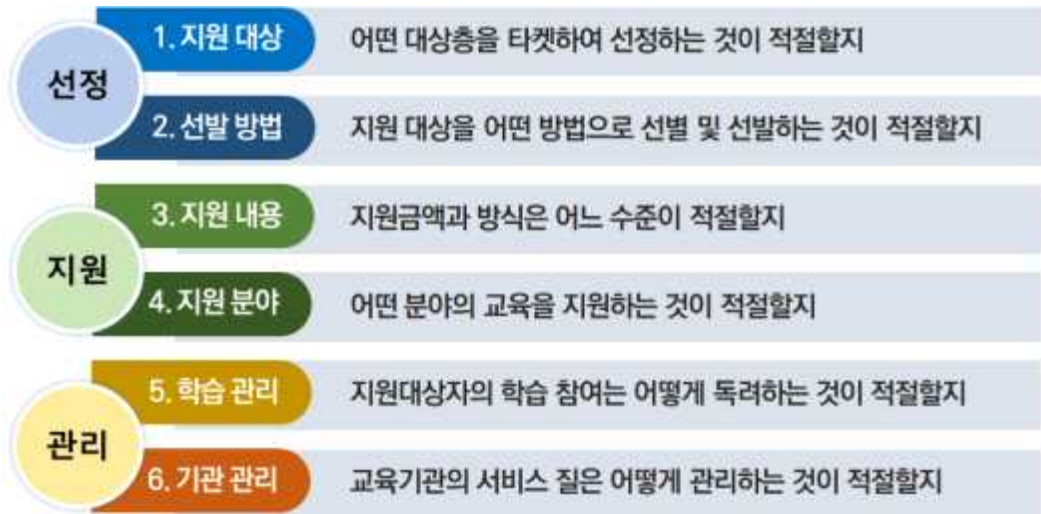 선정
1. 지원 대상 어떤 대상층을 타켓하여 선정하는 것이 적절할지
2. 선발 방법 지원 대상을 어떤 방법으로 선별 및 선발하는 것이 적절할지
지원
3. 지원 내용 지원금액과 방식은 어느 수준이 적절할지
4. 지원 분야 어떤 분야의 교육을 지원하는 것이 적절할지
관리
5. 학습 관리 지원대상자의 학습 참여는 어떻게 독려하는 것이 적절할지
6. 기관 관리 교육기관의 서비스 질은 어떻게 관리하는 것이 적절할지